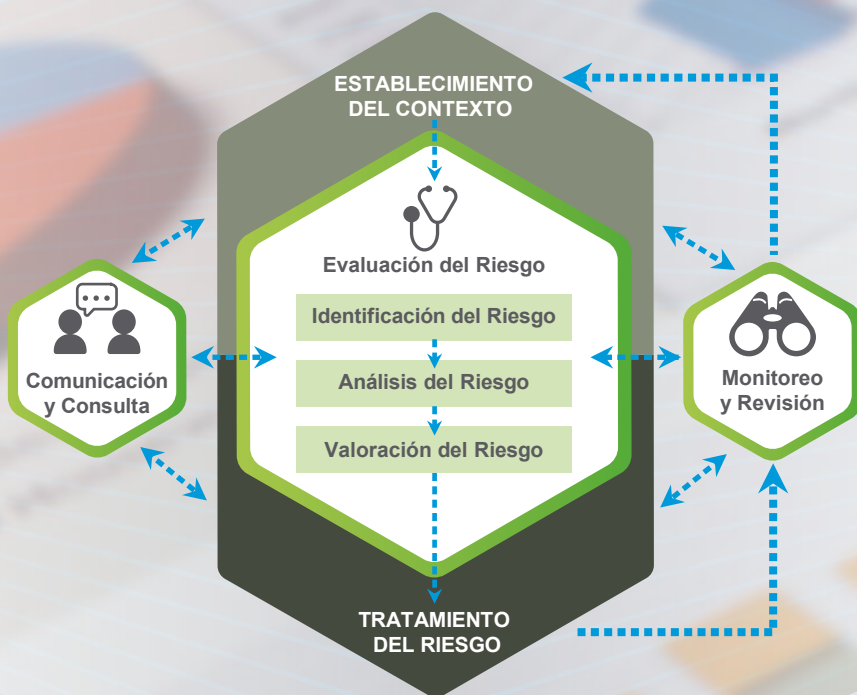 ESTABLECIMIENTO
DEL CONTEXTO
Evaluación del Riesgo
Identificación del Riesgo
Análisis del Riesgo
Valoración del Riesgo
Comunicación
y Consulta
Monitoreo
y Revisión
TRATAMIENTO
DEL RIESGO